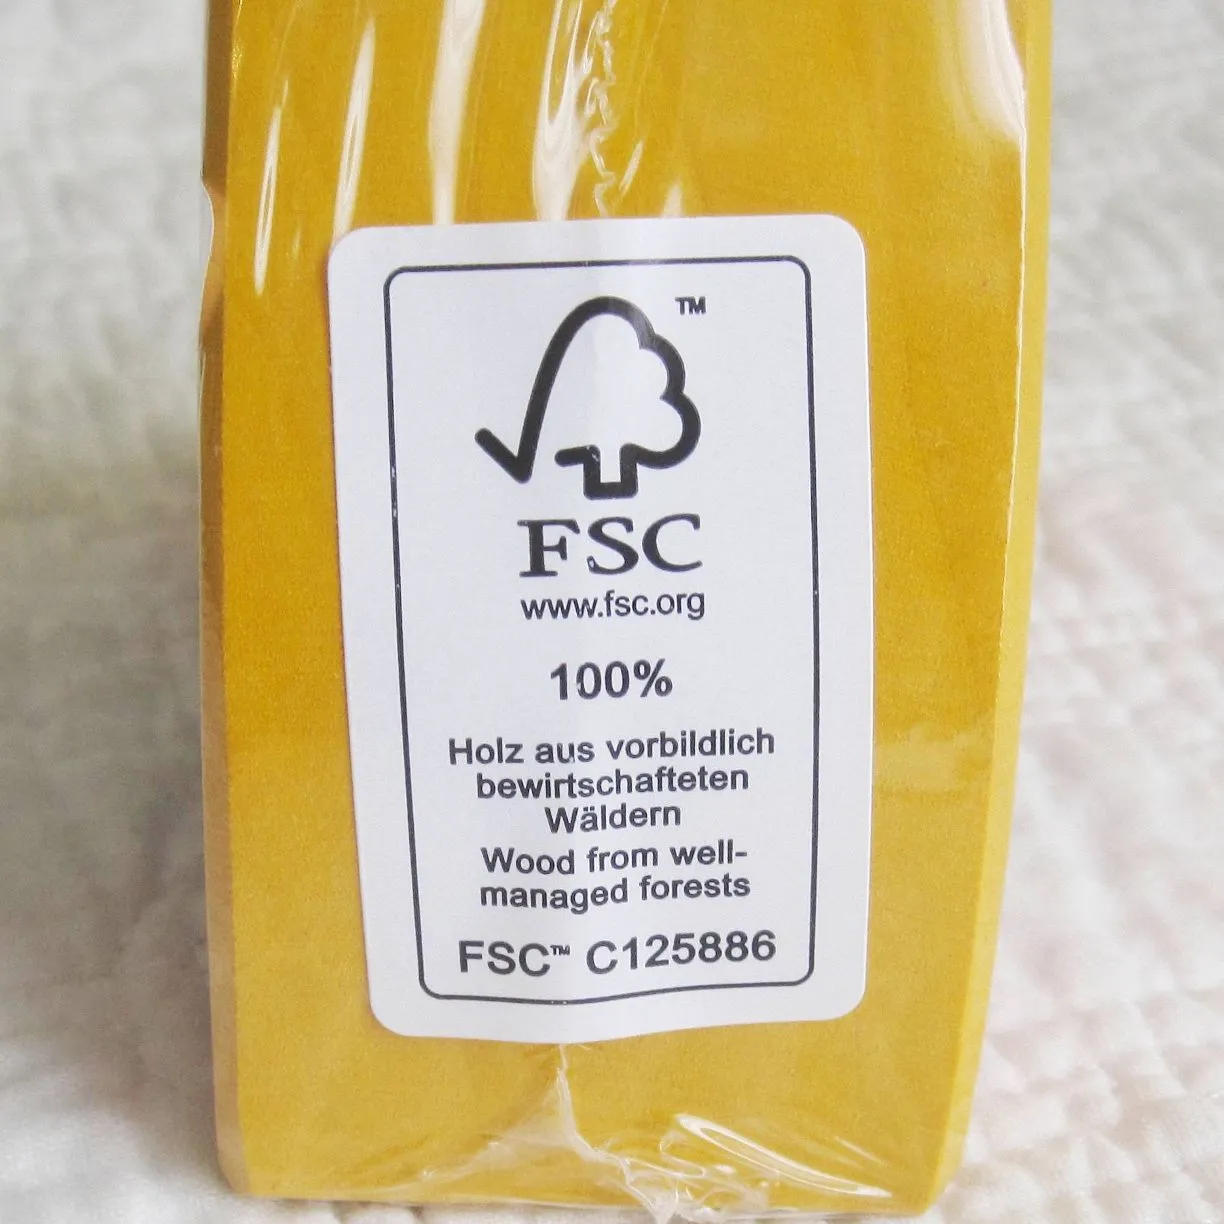 ™
FSC
www.fsc.org
100%
Holz aus vorbildlich
bewirtschafteten
Wäldern
Wood from well-
managed forests
FSC™ C125886